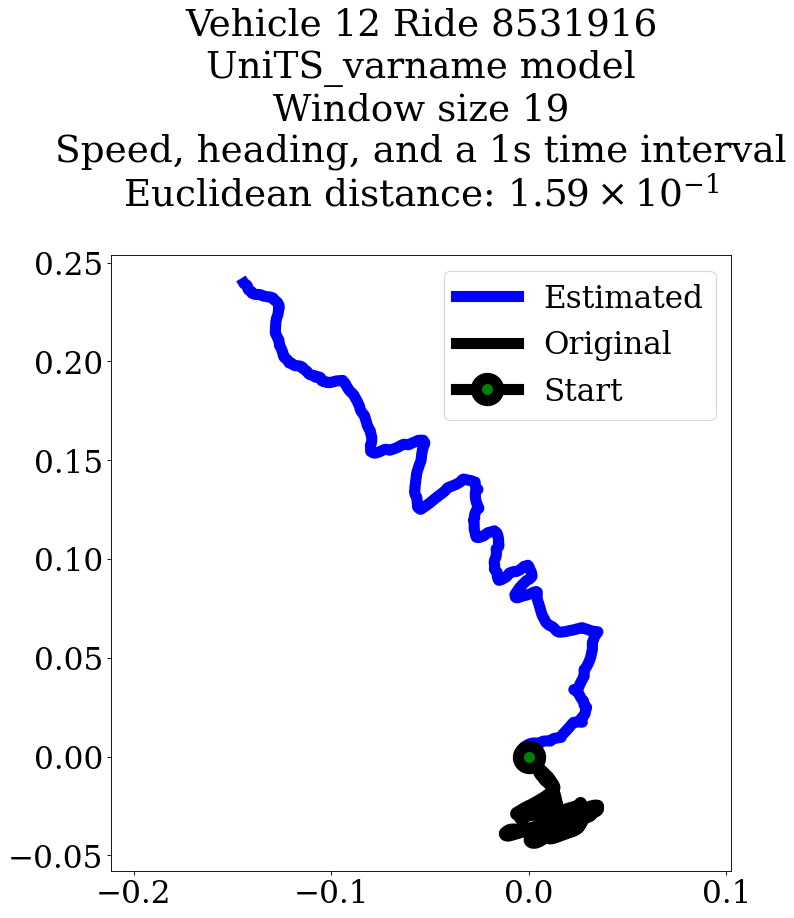 Vehicle 12 Ride 8531916
UniTS_varname model
Window size 19
Speed, heading, and a 1s time interval
Euclidean distance: 1.59 × 10⁻¹
0.25
0.20
0.15
0.10
0.05
0.00
−0.05
Estimated
Original
Start
−0.2
−0.1
0.0
0.1